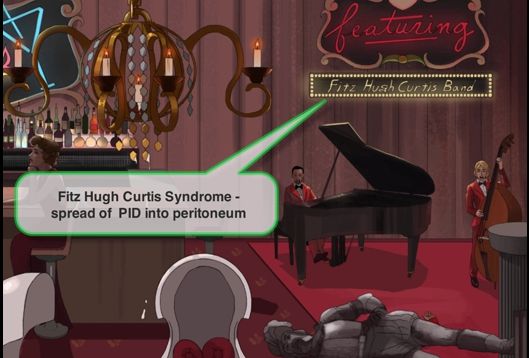 featuring
Fitz Hugh Curtis Band
Fitz Hugh Curtis Syndrome -
spread of PID into peritoneum